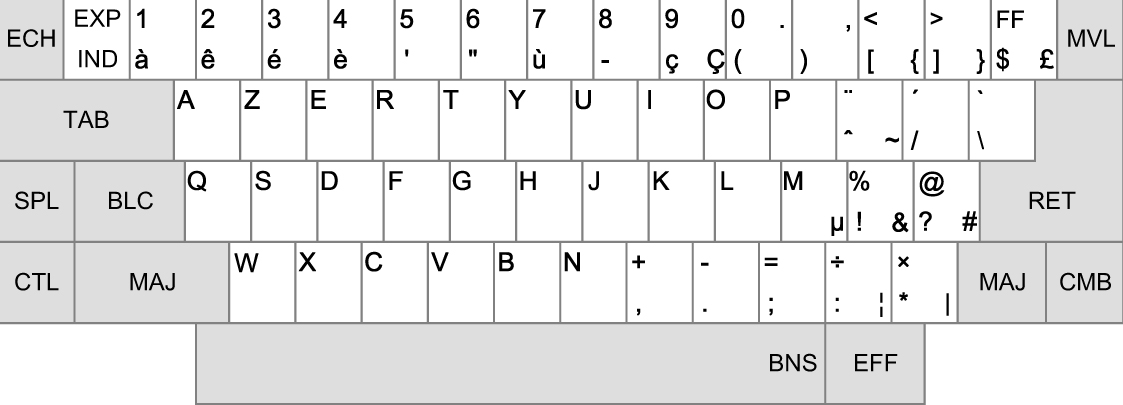 ECH EXP 1 2 3 4 5 6 7 8 9 0 . , < > FF MVL
IND à ê é è ' " ù - ç Ç ( ) [ { ] } $ £
TAB A Z E R T Y U I O P ¨ ´ `
ˆ ~ / \
SPL BLC Q S D F G H J K L M % @ RET
µ ! & ? #
CTL MAJ W X C V B N + - = ÷ × MAJ CMB
, . ; : ¦ * |
BNS EFF